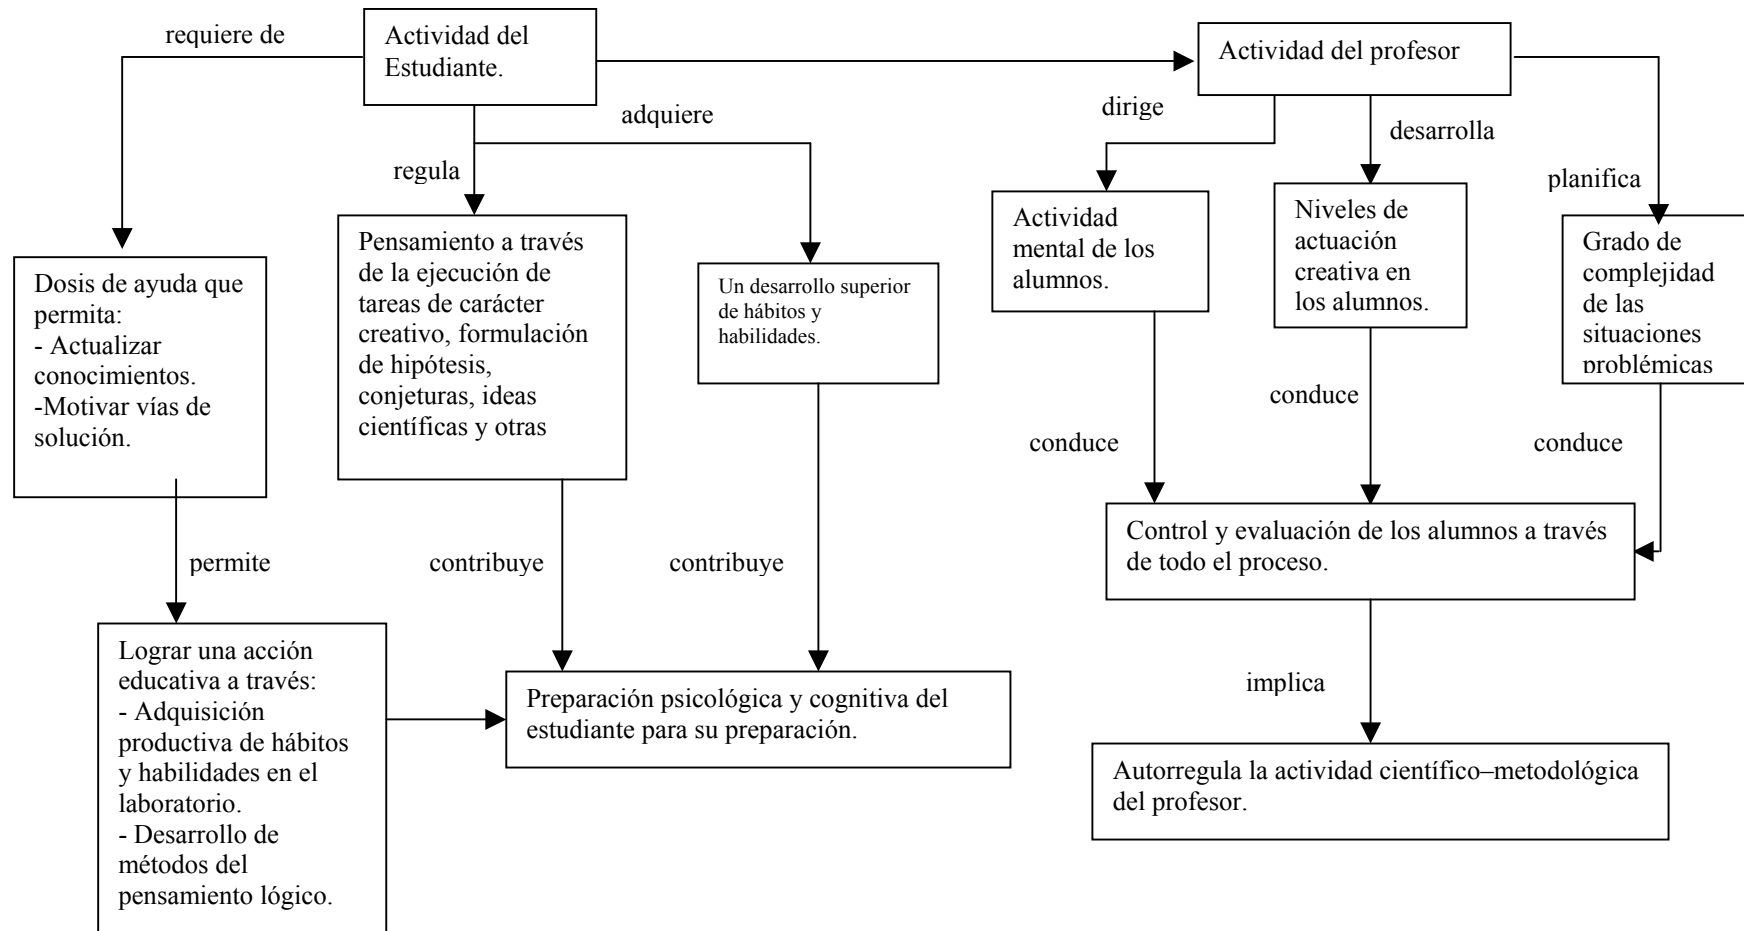 requiere de
Actividad del
Estudiante.
Actividad del profesor
adquiere
dirige
desarrolla
regula
planifica
Dosis de ayuda que
permita:
- Actualizar
conocimientos.
-Motivar vías de
solución.
Pensamiento a través
de la ejecución de
tareas de carácter
creativo, formulación
de hipótesis,
conjeturas, ideas
científicas y otras
Un desarrollo superior
de hábitos y
habilidades.
Actividad
mental de los
alumnos.
Niveles de
actuación
creativa en
los alumnos.
Grado de
complejidad
de las
situaciones
problémicas
conduce
conduce
conduce
permite
contribuye
contribuye
Control y evaluación de los alumnos a través
de todo el proceso.
Lograr una acción
educativa a través:
- Adquisición
productiva de hábitos
y habilidades en el
laboratorio.
- Desarrollo de
métodos del
pensamiento lógico.
Preparación psicológica y cognitiva del
estudiante para su preparación.
implica
Autorregula la actividad científico–metodológica
del profesor.